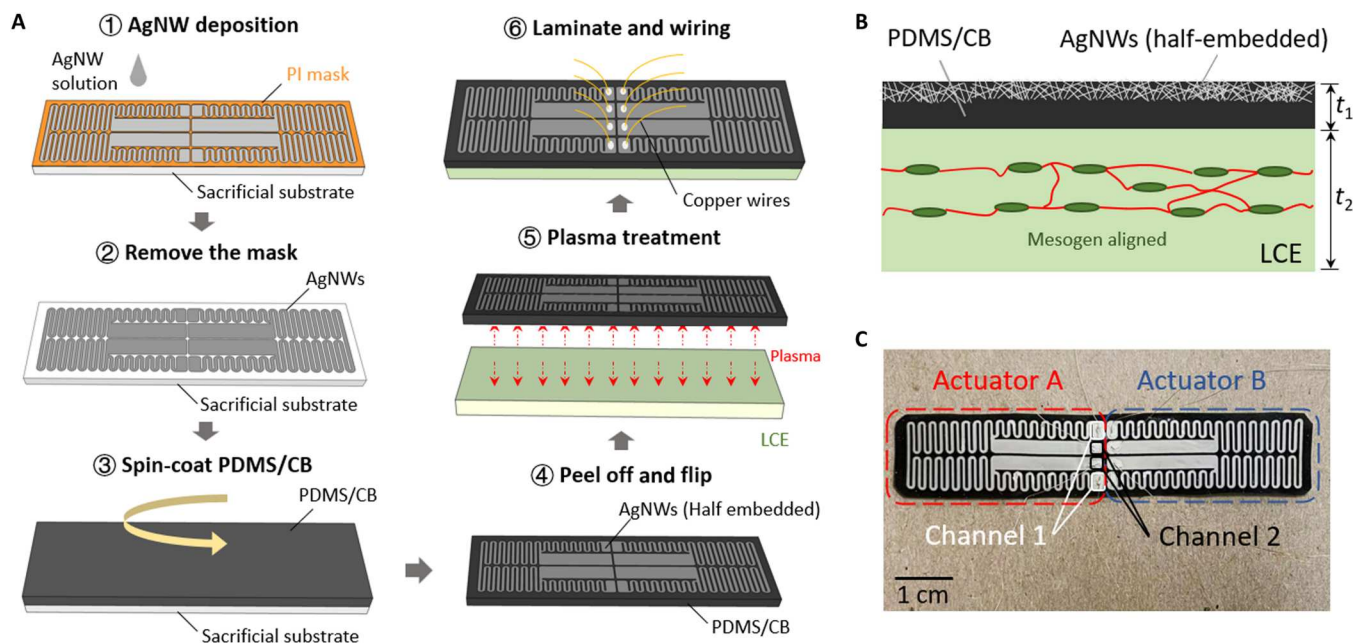 A
① AgNW deposition
AgNW
solution
PI mask
Sacrificial substrate
② Remove the mask
AgNWs
Sacrificial substrate
③ Spin-coat PDMS/CB
PDMS/CB
Sacrificial substrate
④ Peel off and flip
AgNWs (Half embedded)
PDMS/CB
⑤ Plasma treatment
Plasma
LCE
⑥ Laminate and wiring
Copper wires
B
PDMS/CB
AgNWs (half-embedded)
t1
t2
Mesogen aligned
LCE
C
Actuator A
Actuator B
Channel 1
Channel 2
1 cm